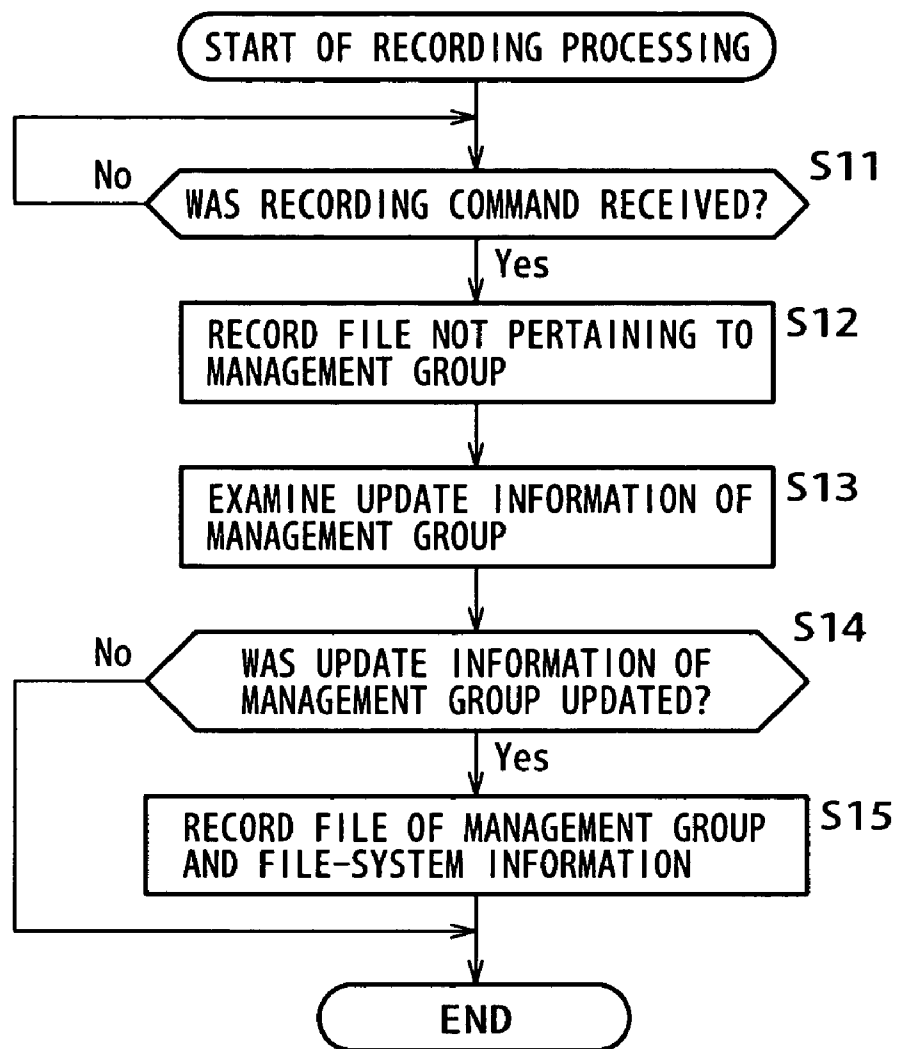 START OF RECORDING PROCESSING
S11
No
WAS RECORDING COMMAND RECEIVED?
Yes
S12
RECORD FILE NOT PERTAINING TO
MANAGEMENT GROUP
S13
EXAMINE UPDATE INFORMATION OF
MANAGEMENT GROUP
S14
No
WAS UPDATE INFORMATION OF
MANAGEMENT GROUP UPDATED?
Yes
S15
RECORD FILE OF MANAGEMENT GROUP
AND FILE-SYSTEM INFORMATION
END